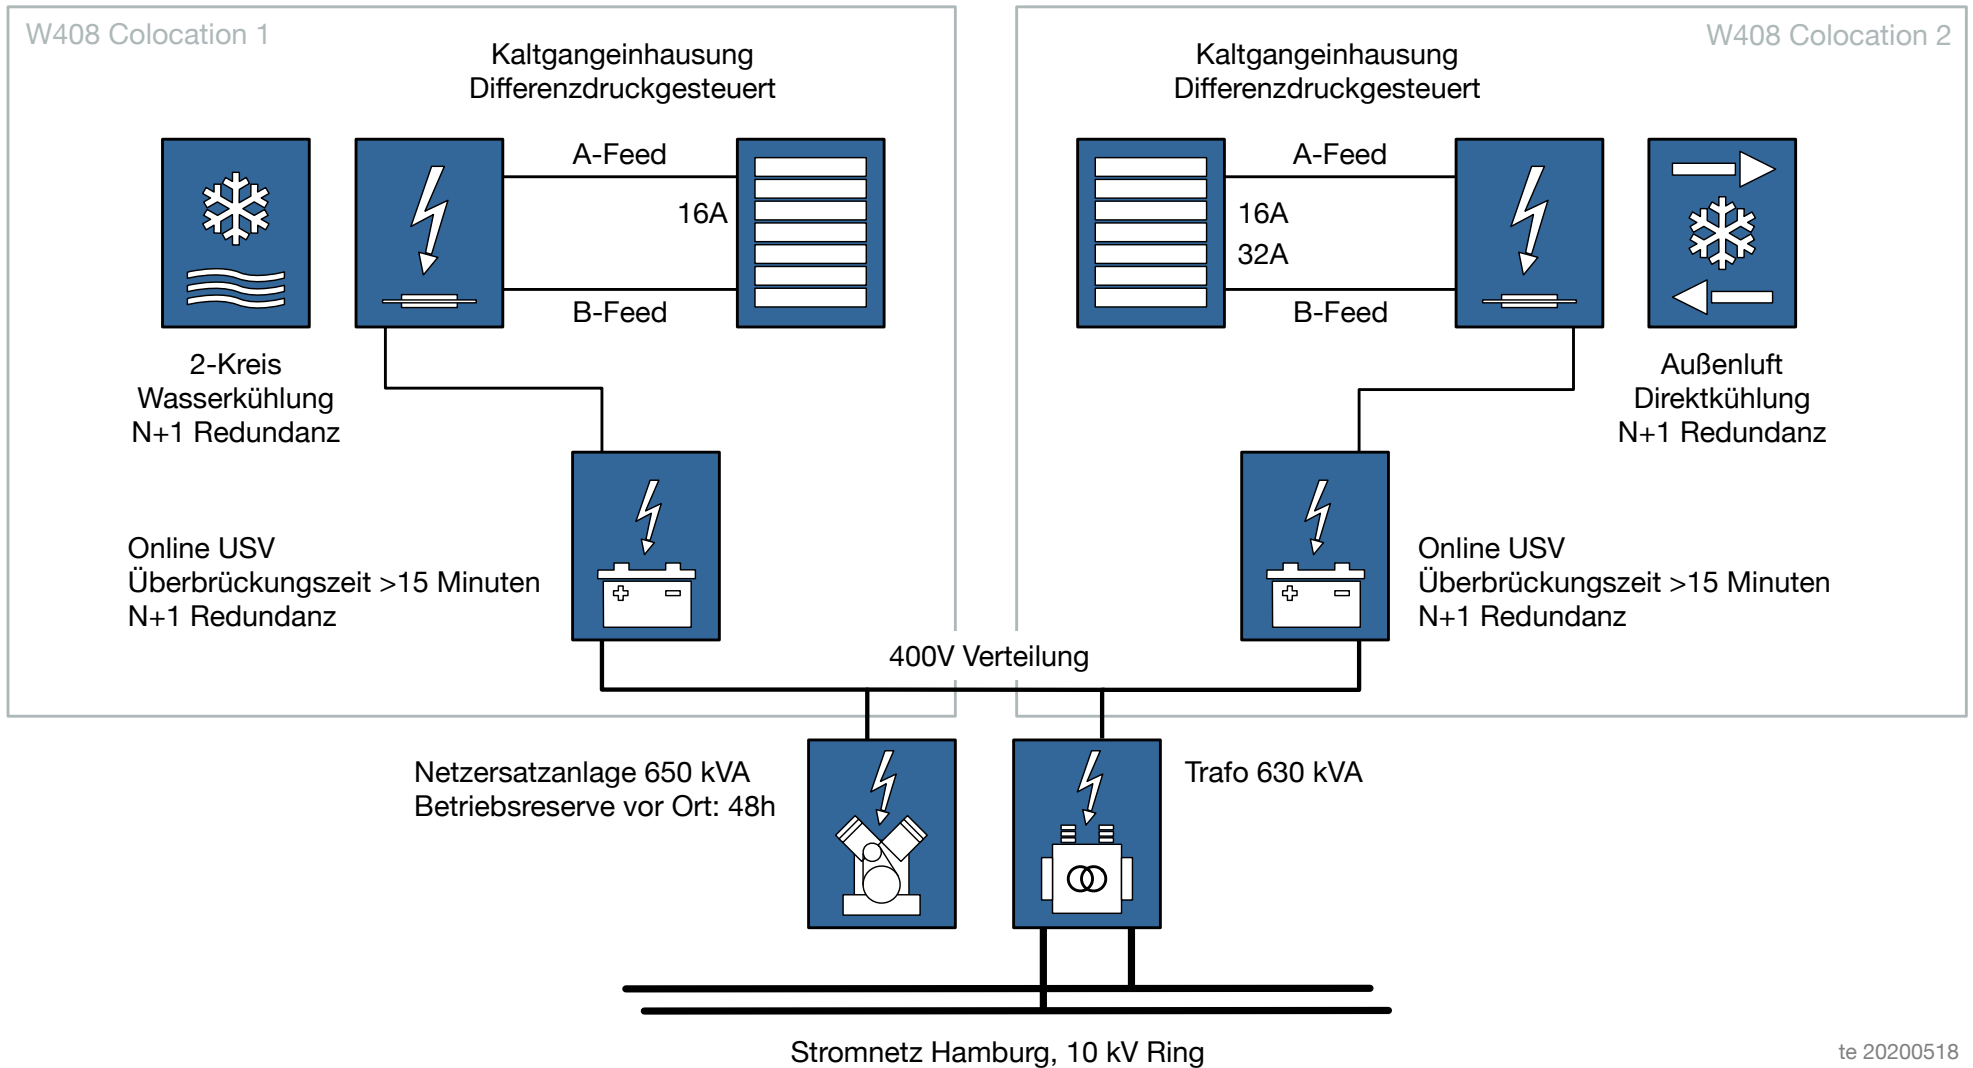 W408 Colocation 1
Kaltgangeinhausung
Differenzdruckgesteuert
A-Feed
16A
B-Feed
2-Kreis
Wasserkühlung
N+1 Redundanz
Online USV
Überbrückungszeit >15 Minuten
N+1 Redundanz
W408 Colocation 2
Kaltgangeinhausung
Differenzdruckgesteuert
A-Feed
16A
32A
B-Feed
Außenluft
Direktkühlung
N+1 Redundanz
Online USV
Überbrückungszeit >15 Minuten
N+1 Redundanz
400V Verteilung
Netzersatzanlage 650 kVA
Betriebsreserve vor Ort: 48h
Trafo 630 kVA
Stromnetz Hamburg, 10 kV Ring
te 20200518